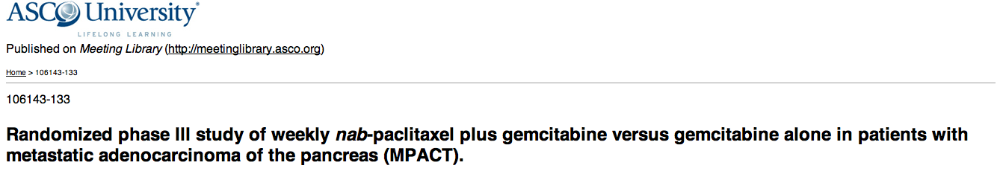 ASCO University®
LIFELONG LEARNING
Published on Meeting Library (http://meetinglibrary.asco.org)
Home > 106143-133
106143-133
Randomized phase III study of weekly nab-paclitaxel plus gemcitabine versus gemcitabine alone in patients with
metastatic adenocarcinoma of the pancreas (MPACT).